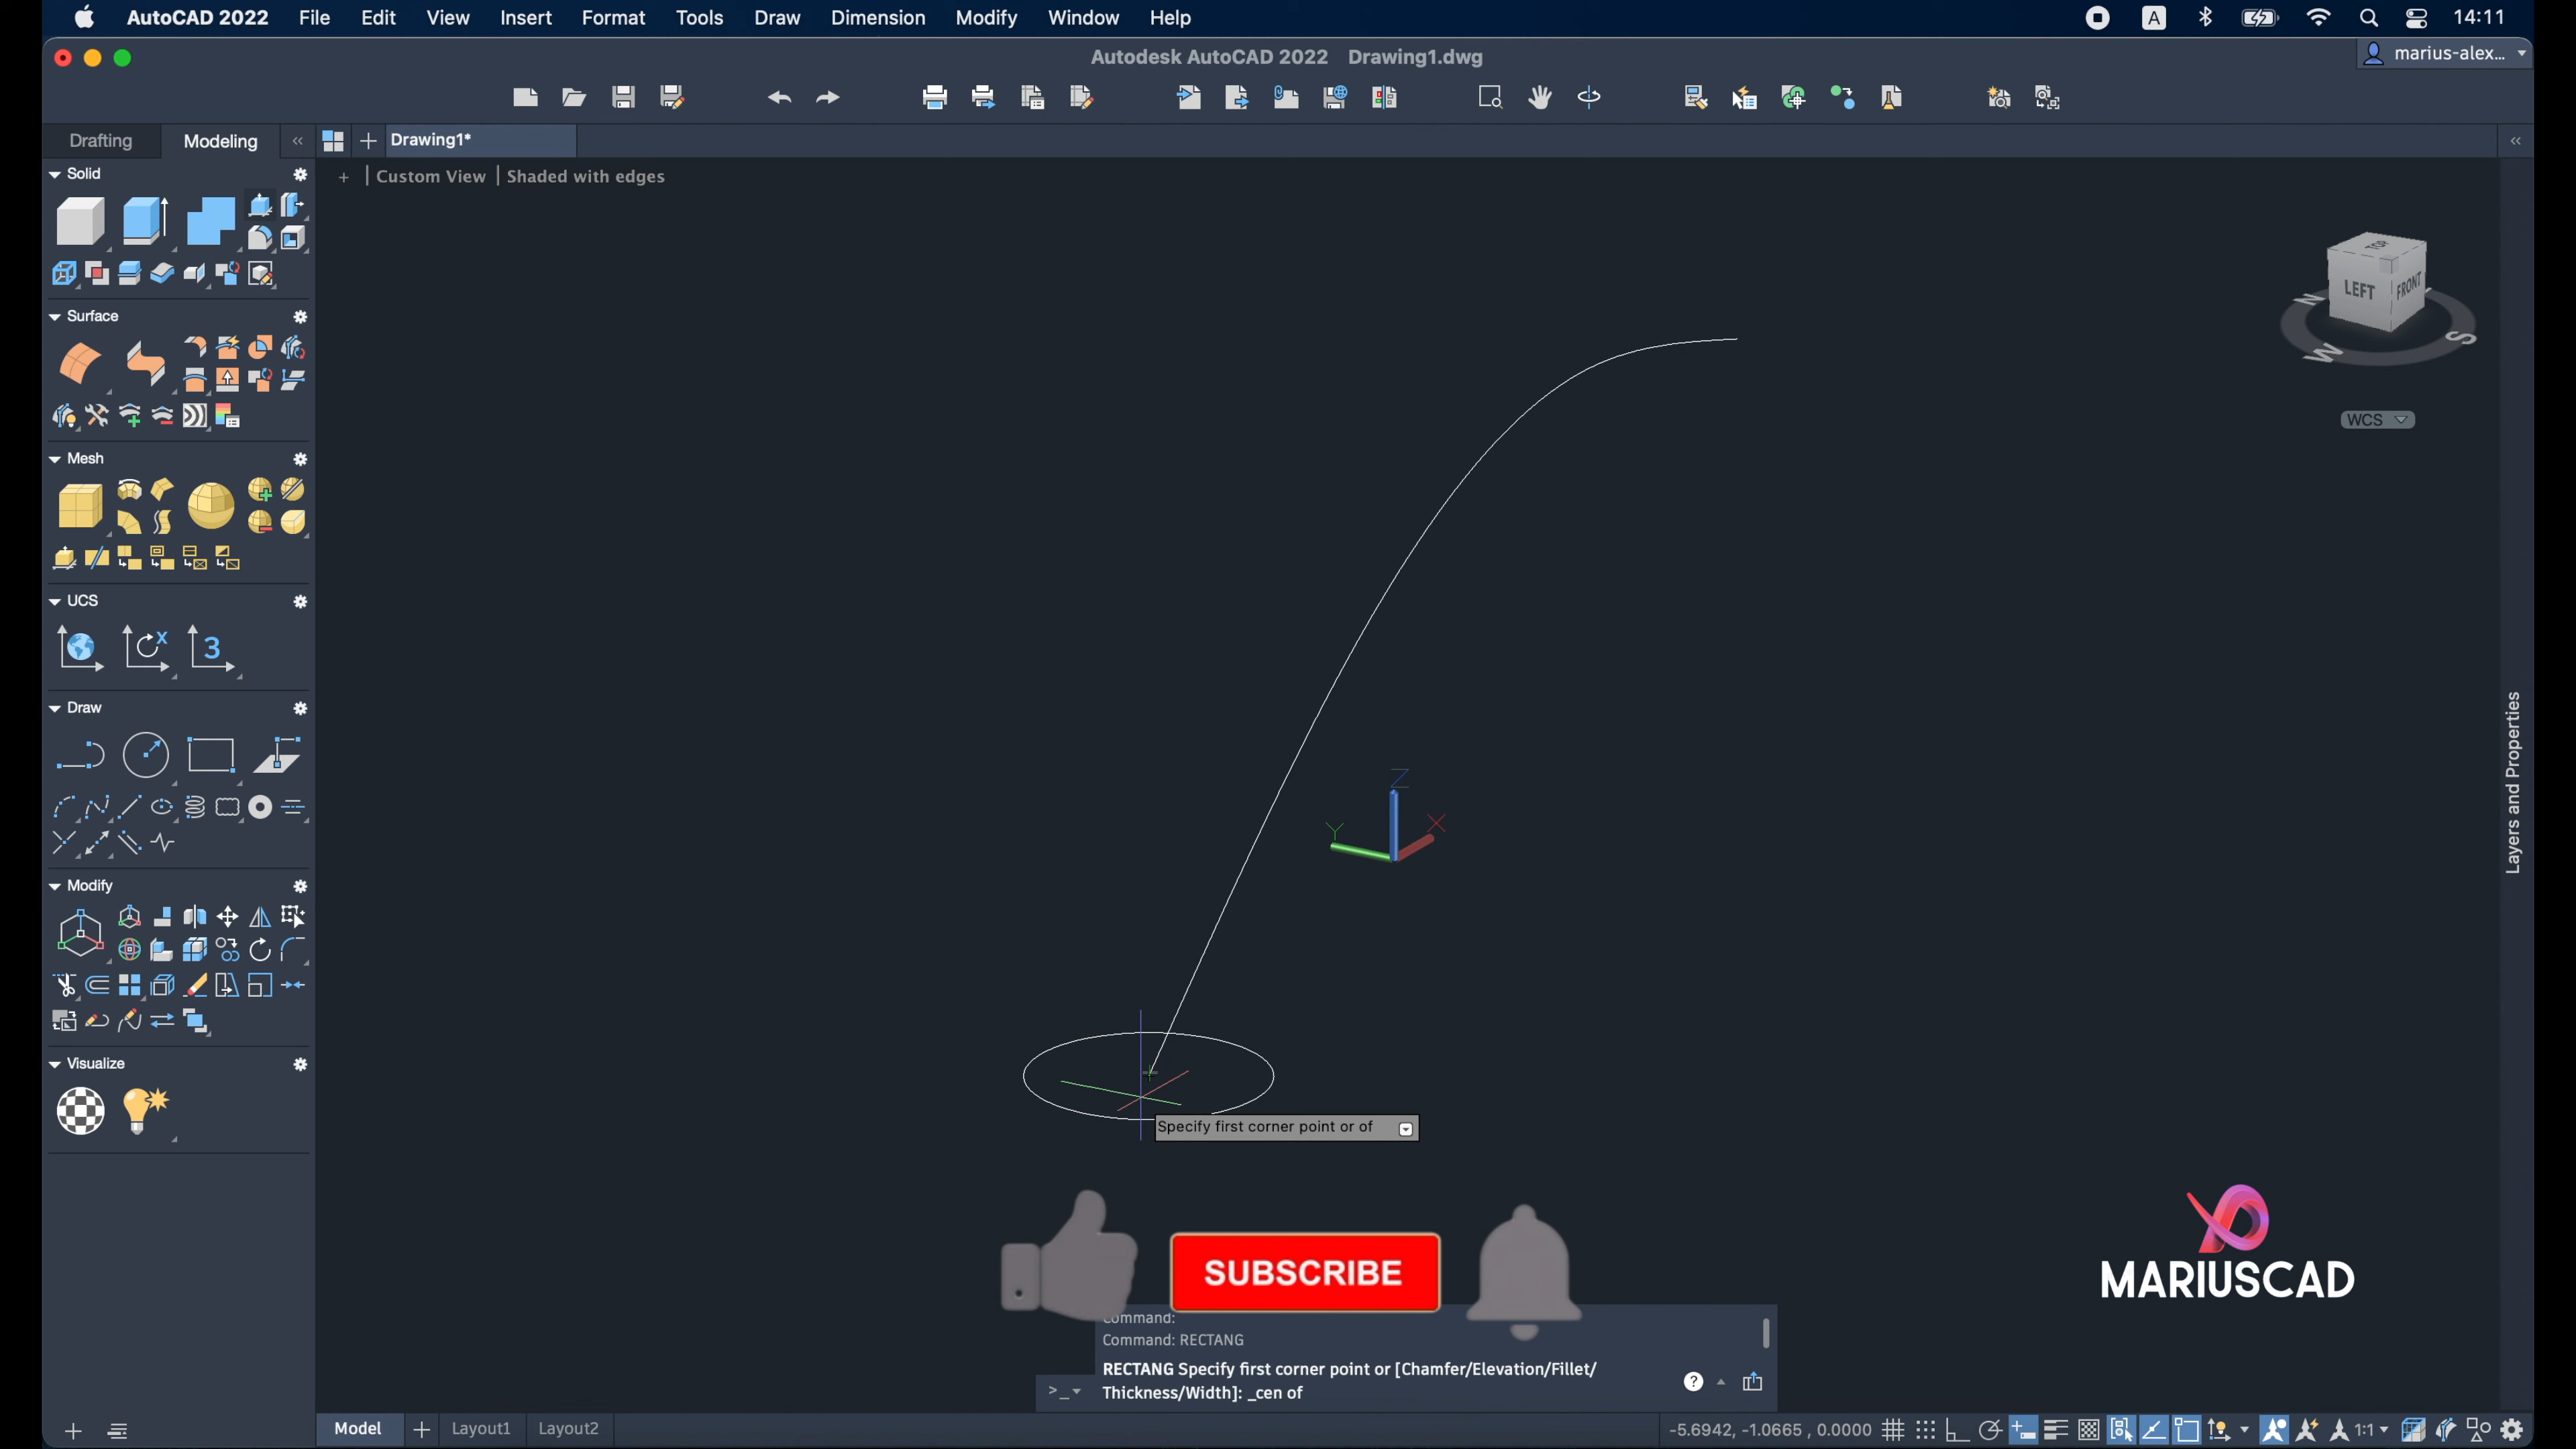 AutoCAD 2022 File Edit View Insert Format Tools Draw Dimension Modify Window Help A 14:11
Autodesk AutoCAD 2022 Drawing1.dwg
marius-alex...
Drafting Modeling « + Drawing1* «
Solid
+ | Custom View | Shaded with edges
TOP
LEFT FRONT
N
S
W
WCS
Surface
Mesh
UCS
X
3
Draw
Layers and Properties
Z
Y
X
Modify
Visualize
Specify first corner point or of
SUBSCRIBE
MARIUSCAD
Command:
Command: RECTANG
RECTANG Specify first corner point or [Chamfer/Elevation/Fillet/
Thickness/Width]: _cen of
>_
?
Model + Layout1 Layout2
-5.6942, -1.0665 , 0.0000
1:1